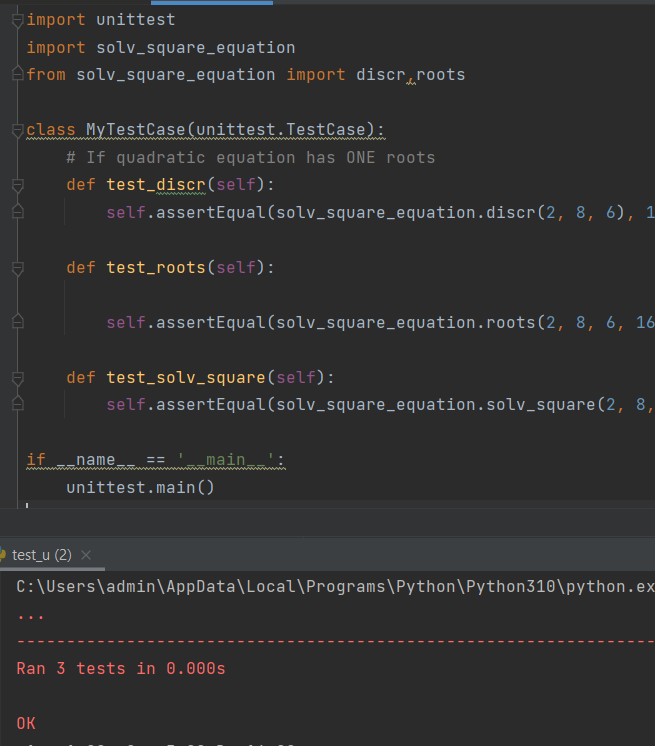 import unittest
import solv_square_equation
from solv_square_equation import discr,roots
class MyTestCase(unittest.TestCase):
# If quadratic equation has ONE roots
def test_discr(self):
self.assertEqual(solv_square_equation.discr(2, 8, 6), 1
def test_roots(self):
self.assertEqual(solv_square_equation.roots(2, 8, 6, 16
def test_solv_square(self):
self.assertEqual(solv_square_equation.solv_square(2, 8,
if __name__ == '__main__':
unittest.main()
test_u (2)
C:\Users\admin\AppData\Local\Programs\Python\Python310\python.ex
...
----------------------------------------------------------------
Ran 3 tests in 0.000s
OK